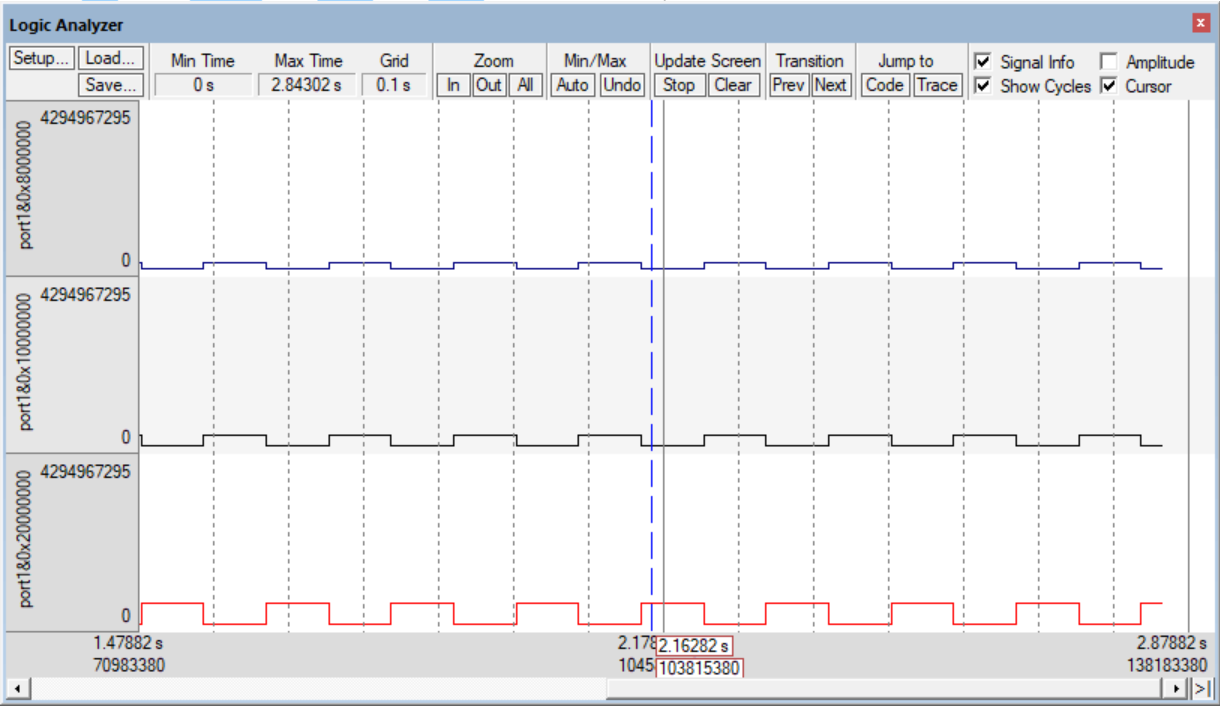 Logic Analyzer
Setup... Load... Min Time Max Time Grid Zoom Min/Max Update Screen Transition Jump to Signal Info Amplitude
Save... 0 s 2.84302 s 0.1 s In Out All Auto Undo Stop Clear Prev Next Code Trace Show Cycles Cursor
4294967295
port1&0x8000000
0
4294967295
port1&0x10000000
0
4294967295
port1&0x20000000
0
1.47882 s 2.178 2.16282 s 2.87882 s
70983380 1045 103815380 138183380
>|